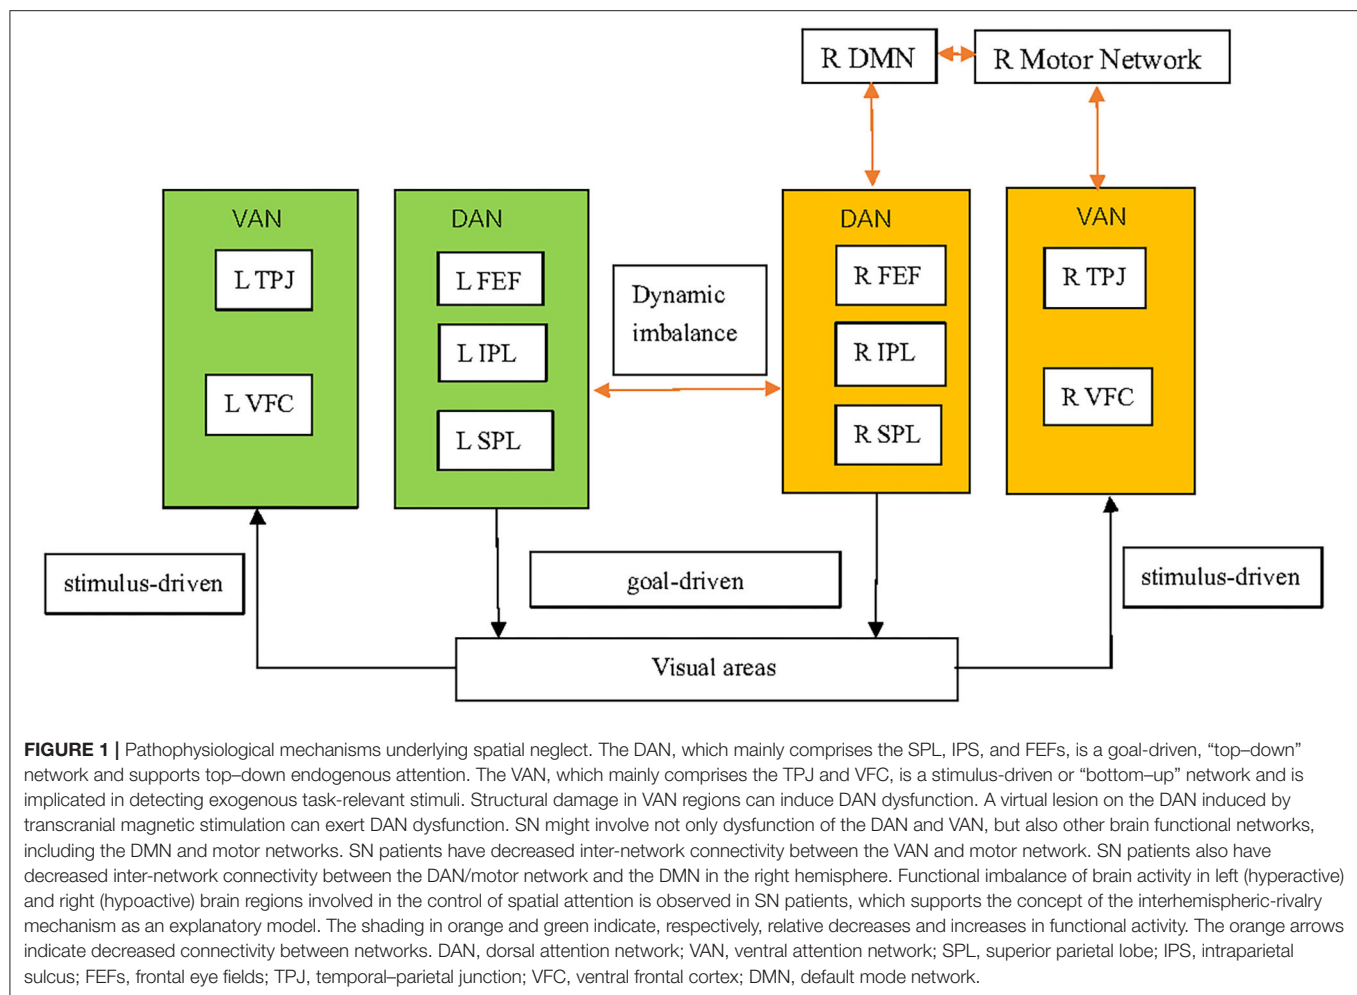 R DMN
R Motor Network
VAN
DAN
DAN
VAN
L TPJ
L FEF
Dynamic
imbalance
R FEF
R TPJ
L IPL
R IPL
L VFC
L SPL
R SPL
R VFC
stimulus-driven
goal-driven
stimulus-driven
Visual areas
FIGURE 1 | Pathophysiological mechanisms underlying spatial neglect. The DAN, which mainly comprises the SPL, IPS, and FEFs, is a goal-driven, “top–down”
network and supports top–down endogenous attention. The VAN, which mainly comprises the TPJ and VFC, is a stimulus-driven or “bottom–up” network and is
implicated in detecting exogenous task-relevant stimuli. Structural damage in VAN regions can induce DAN dysfunction. A virtual lesion on the DAN induced by
transcranial magnetic stimulation can exert DAN dysfunction. SN might involve not only dysfunction of the DAN and VAN, but also other brain functional networks,
including the DMN and motor networks. SN patients have decreased inter-network connectivity between the VAN and motor network. SN patients also have
decreased inter-network connectivity between the DAN/motor network and the DMN in the right hemisphere. Functional imbalance of brain activity in left (hyperactive)
and right (hypoactive) brain regions involved in the control of spatial attention is observed in SN patients, which supports the concept of the interhemispheric-rivalry
mechanism as an explanatory model. The shading in orange and green indicate, respectively, relative decreases and increases in functional activity. The orange arrows
indicate decreased connectivity between networks. DAN, dorsal attention network; VAN, ventral attention network; SPL, superior parietal lobe; IPS, intraparietal
sulcus; FEFs, frontal eye fields; TPJ, temporal–parietal junction; VFC, ventral frontal cortex; DMN, default mode network.